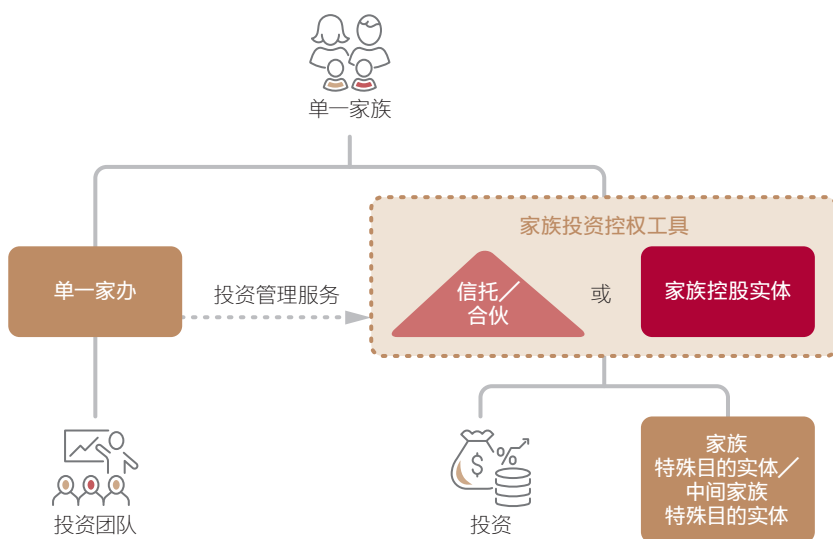 单一家族
家族投资控权工具
单一家办
投资管理服务
信托／
合伙
或
家族控股实体
$
%
投资团队
投资
家族
特殊目的实体／
中间家族
特殊目的实体